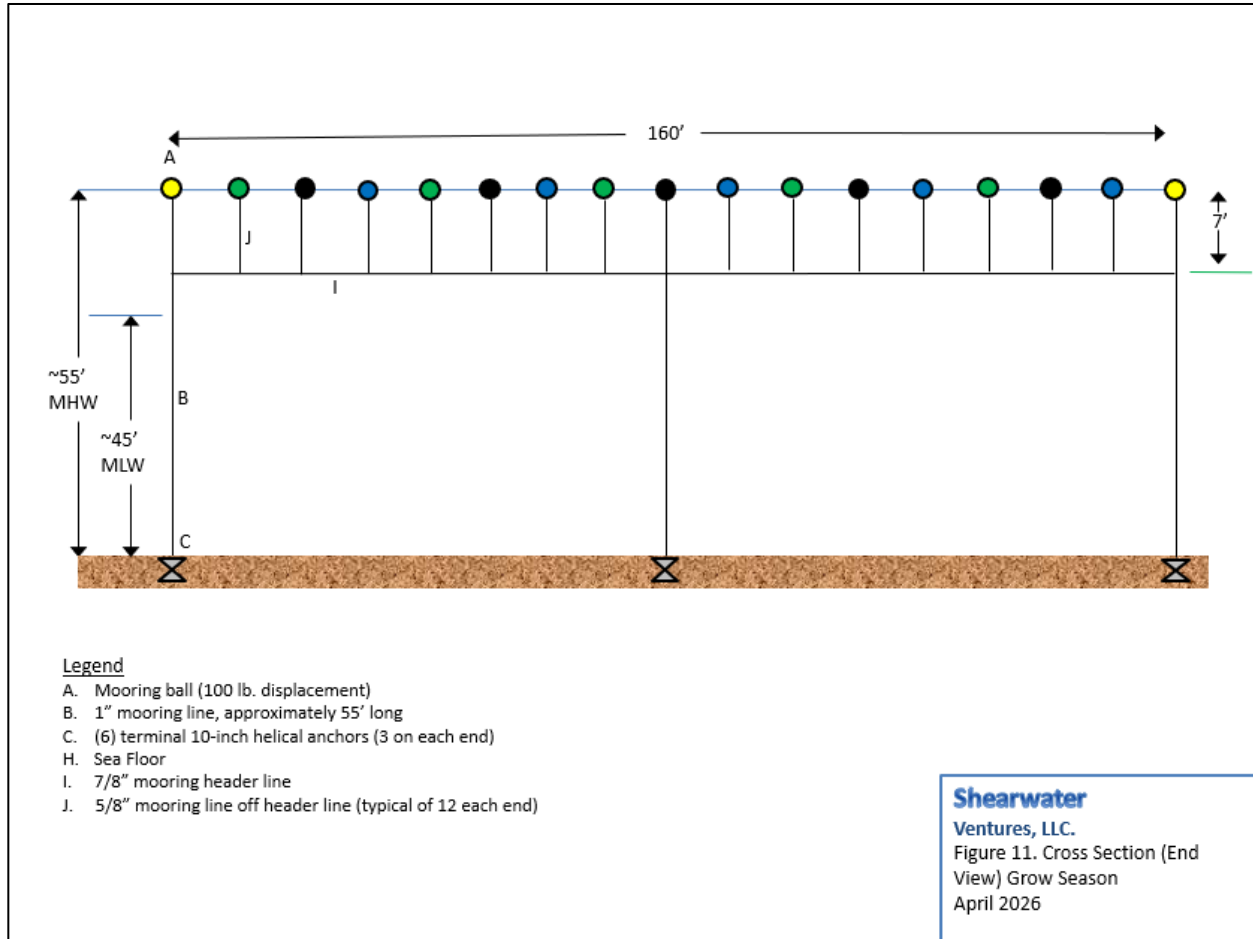 160’
A
7’
J
I
~55’
MHW
B
~45’
MLW
C
Legend
A. Mooring ball (100 lb. displacement)
B. 1” mooring line, approximately 55’ long
C. (6) terminal 10-inch helical anchors (3 on each end)
H. Sea Floor
I. 7/8” mooring header line
J. 5/8” mooring line off header line (typical of 12 each end)
Shearwater
Ventures, LLC.
Figure 11. Cross Section (End
View) Grow Season
April 2026